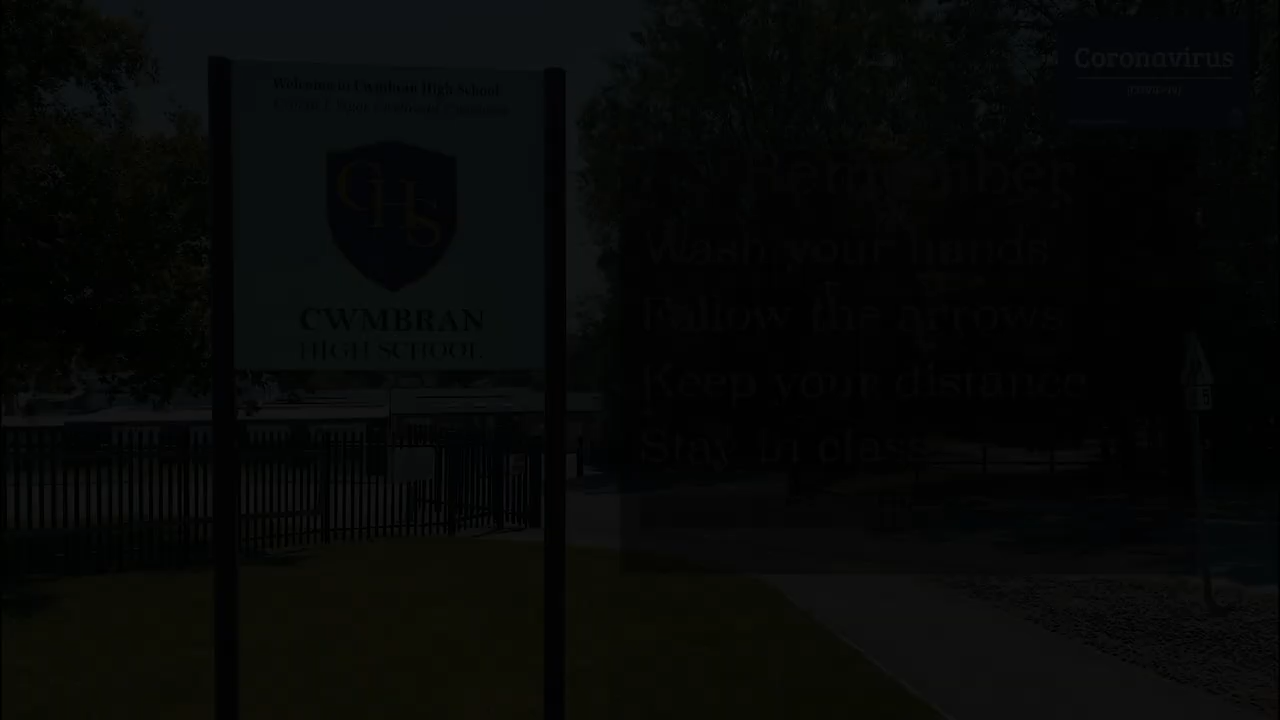 Welcome to Cwmbran High School
CHS
CWMBRAN
HIGH SCHOOL
Coronavirus
Remember
Wash your hands
Follow the arrows
Keep your distance
Stay in class